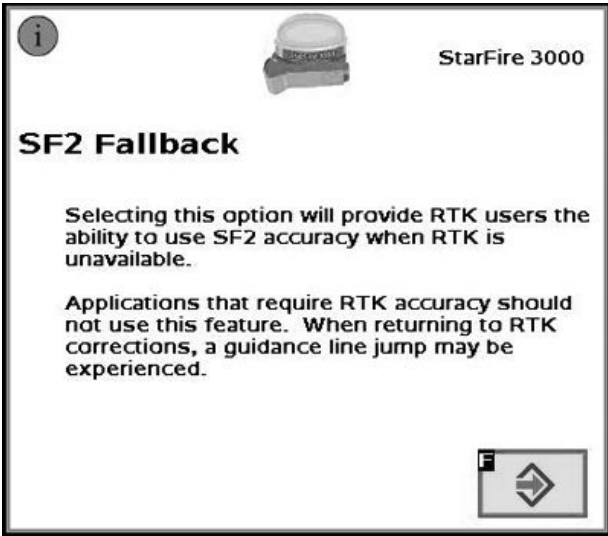 i
StarFire 3000
SF2 Fallback
Selecting this option will provide RTK users the
ability to use SF2 accuracy when RTK is
unavailable.
Applications that require RTK accuracy should
not use this feature.  When returning to RTK
corrections, a guidance line jump may be
experienced.
F